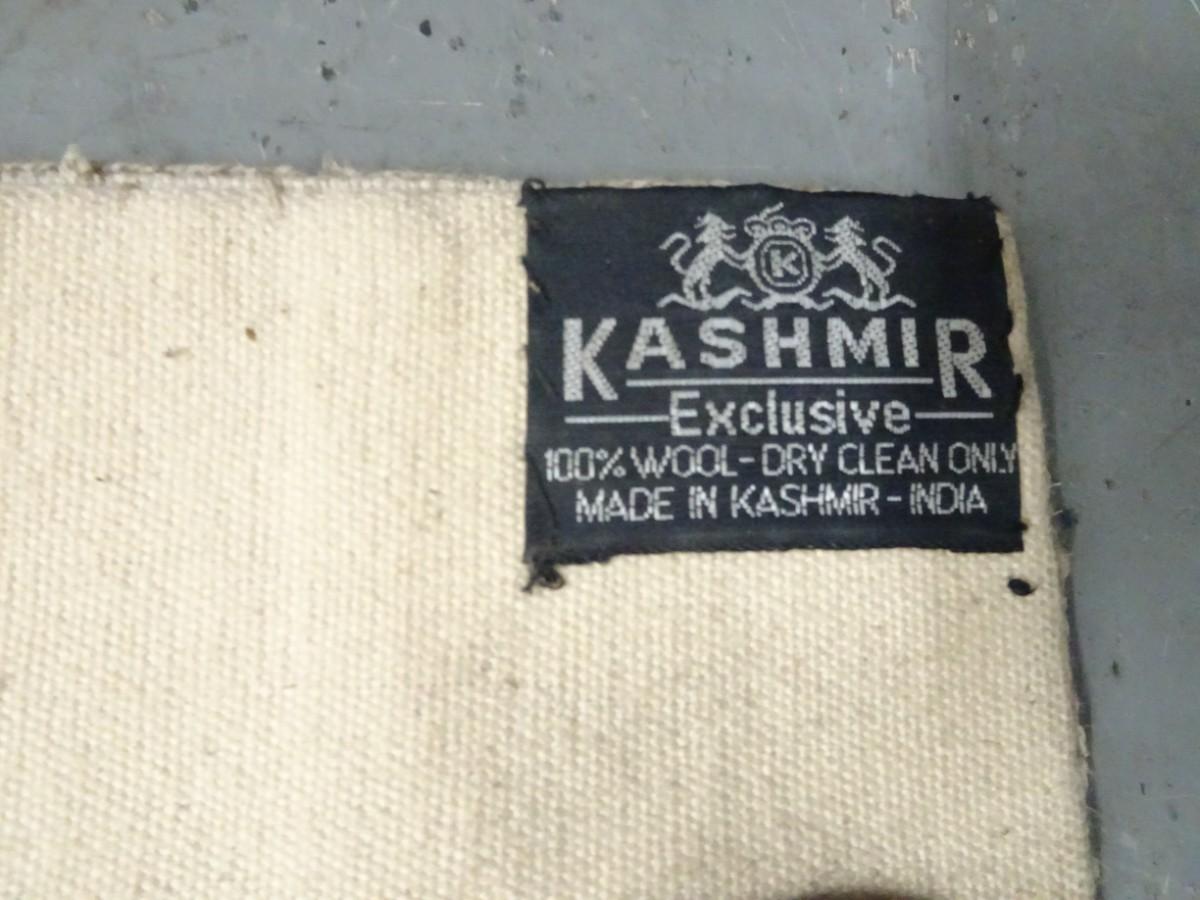 K
KASHMIR
Exclusive
100% WOOL - DRY CLEAN ONLY
MADE IN KASHMIR - INDIA